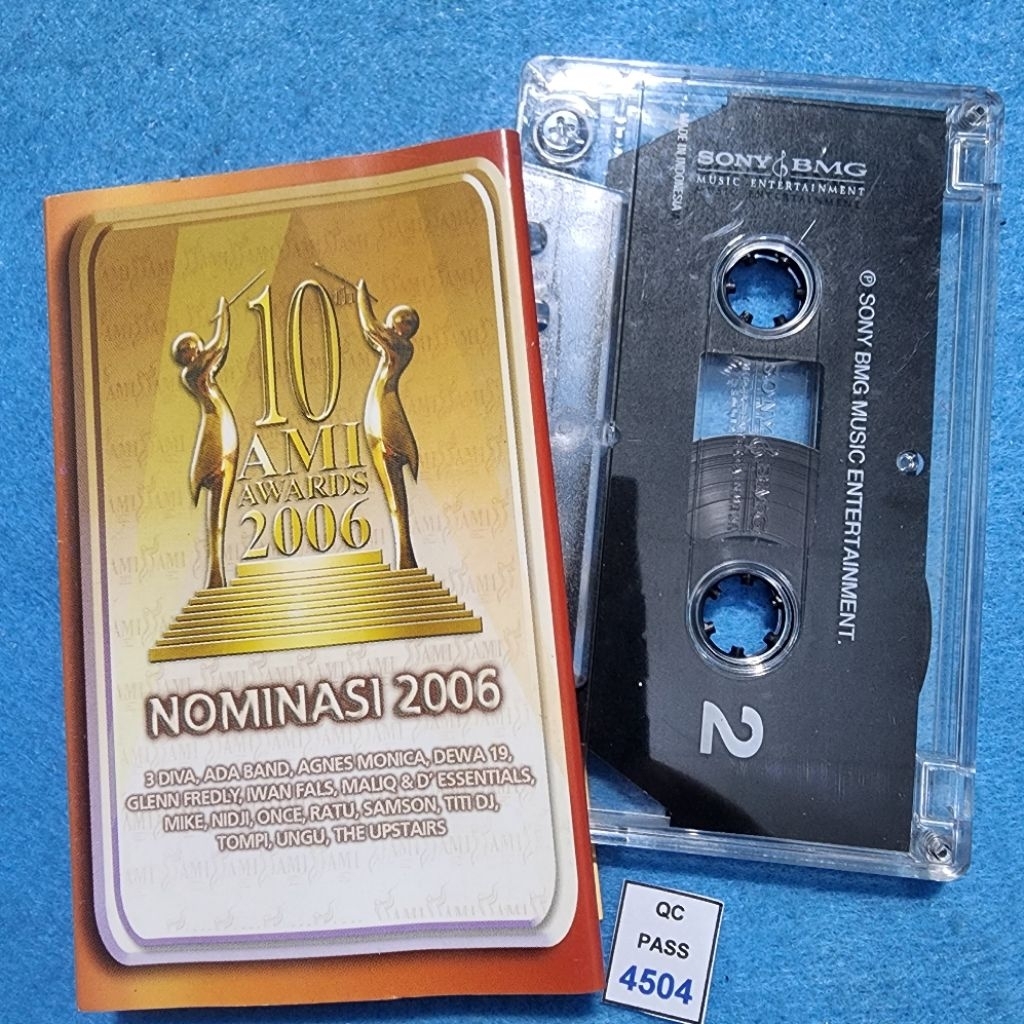 10th
AMI
AWARDS
2006
NOMINASI 2006
3 DIVA, ADA BAND, AGNES MONICA, DEWA 19,
GLENN FREDLY, IWAN FALS, MALIQ & D' ESSENTIALS,
MIKE, NIDJI, ONCE, RATU, SAMSON, TITI DJ,
TOMPI, UNGU, THE UPSTAIRS
MADE IN INDONESIA
SONY BMG
MUSIC ENTERTAINMENT
℗ SONY BMG MUSIC ENTERTAINMENT.
2
QC
PASS
4504